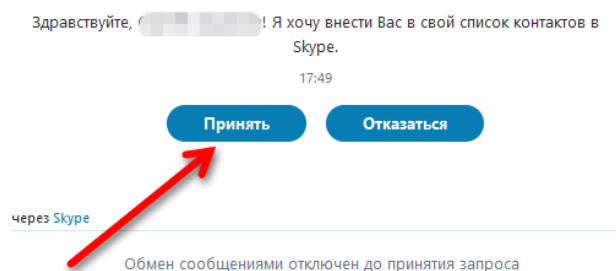 Здравствуйте, ! Я хочу внести Вас в свой список контактов в
Skype.
17:49
Принять Отказаться
через Skype
Обмен сообщениями отключен до принятия запроса